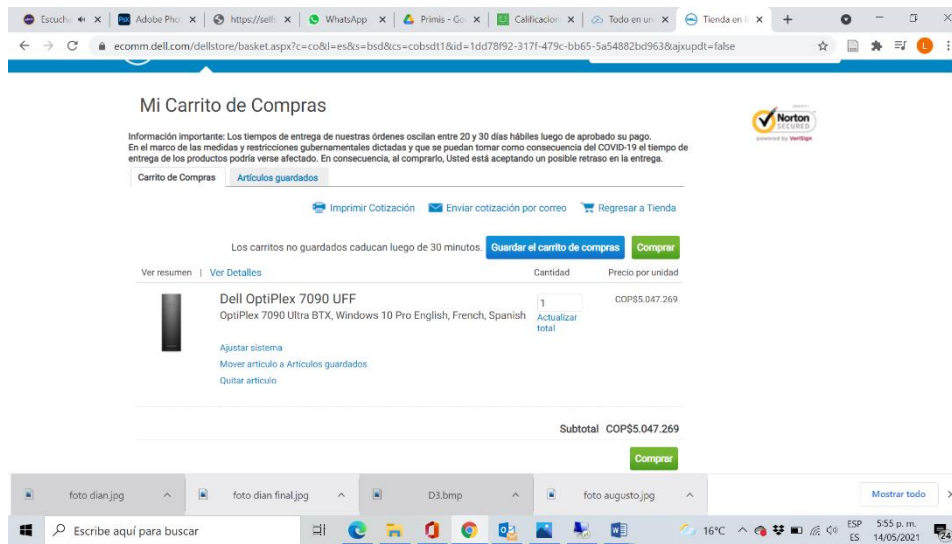 Escucha
Adobe Pho
https://selfs
WhatsApp
Primis - Go
Calificacion
Todo en un
Tienda en l
ecomm.dell.com/dellstore/basket.aspx?c=co&l=es&s=bsd&cs=cobsdt1&id=1dd78f92-317f-479c-bb65-5a54882bd963&ajxupdt=false
L
Mi Carrito de Compras
Norton
SECURED
powered by VeriSign
Información importante: Los tiempos de entrega de nuestras órdenes oscilan entre 20 y 30 días hábiles luego de aprobado su pago.
En el marco de las medidas y restricciones gubernamentales dictadas y que se puedan tomar como consecuencia del COVID-19 el tiempo de
entrega de los productos podría verse afectado. En consecuencia, al comprarlo, Usted está aceptando un posible retraso en la entrega.
Carrito de Compras Artículos guardados
Imprimir Cotización Enviar cotización por correo Regresar a Tienda
Los carritos no guardados caducan luego de 30 minutos. Guardar el carrito de compras Comprar
Ver resumen | Ver Detalles Cantidad Precio por unidad
Dell OptiPlex 7090 UFF 1 COP$5.047.269
OptiPlex 7090 Ultra BTX, Windows 10 Pro English, French, Spanish Actualizar
total
Ajustar sistema
Mover artículo a Artículos guardados
Quitar artículo
Subtotal COP$5.047.269
Comprar
foto dian.jpg foto dian final.jpg D3.bmp foto augusto.jpg Mostrar todo
Escribe aquí para buscar 16°C ESP 5:55 p. m.
ES 14/05/2021